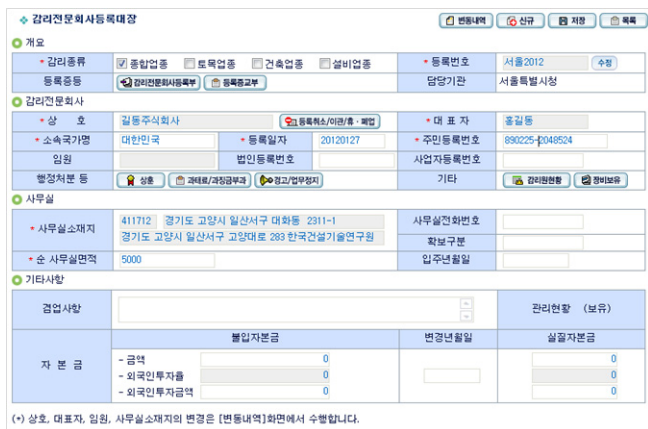 감리전문회사등록대장
변동내역 신규 저장 목록
개요
* 감리종류 종합업종 토목업종 건축업종 설비업종 * 등록번호 서울2012 수정
등록증등 감리전문회사등록부 등록증교부 담당기관 서울특별시청
감리전문회사
* 상 호 길동주식회사 등록취소/이관/휴·폐업 * 대 표 자 홍길동
* 소속국가명 대한민국 * 등록일자 20120127 * 주민등록번호 890225-2048524
임원 법인등록번호 사업자등록번호
행정처분 등 상훈 과태료/과징금부과 경고/업무정지 기타 감리원현황 장비보유
사무실
* 사무실소재지 411712 경기도 고양시 일산서구 대화동 2311-1 사무실전화번호
경기도 고양시 일산서구 고양대로 283 한국건설기술연구원 확보구분
* 순 사무실면적 5000 입주년월일
기타사항
겸업사항 관리현황 (보유)
자 본 금 불입자본금 변경년월일 실질자본금
- 금액 0 0
- 외국인투자율 0 0
- 외국인투자금액 0 0
(*) 상호, 대표자, 임원, 사무실소재지의 변경은 [변동내역]화면에서 수행합니다.